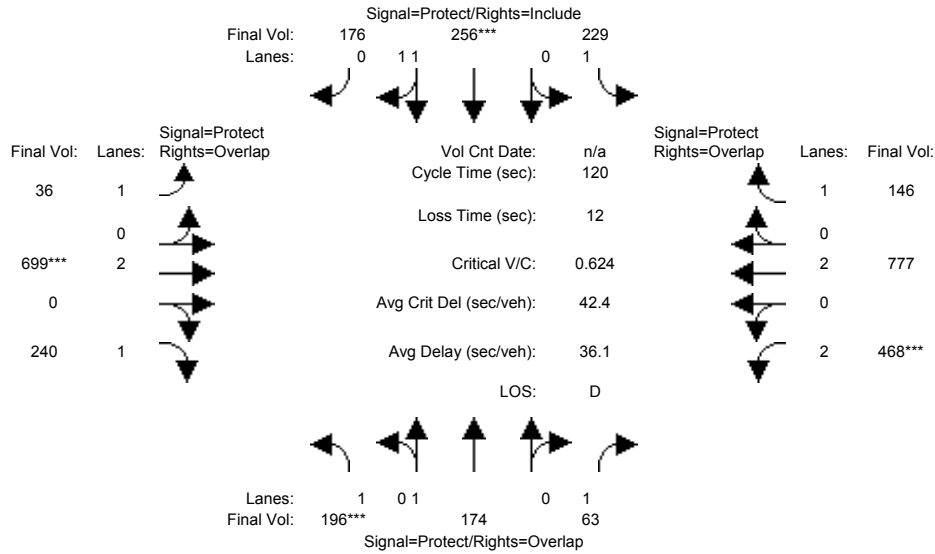 Signal=Protect/Rights=Include
Final Vol: 176 256*** 229
Lanes: 0 1 1 0 1
Signal=Protect
Final Vol: Lanes: Rights=Overlap
36 1
0
699*** 2
0 0
240 1
Vol Cnt Date: n/a
Cycle Time (sec): 120
Loss Time (sec): 12
Critical V/C: 0.624
Avg Crit Del (sec/veh): 42.4
Avg Delay (sec/veh): 36.1
LOS: D
Signal=Protect
Rights=Overlap Lanes: Final Vol:
1 146
0
2 777
0
2 468***
Lanes: 1 0 1 0 1
Final Vol: 196*** 174 63
Signal=Protect/Rights=Overlap